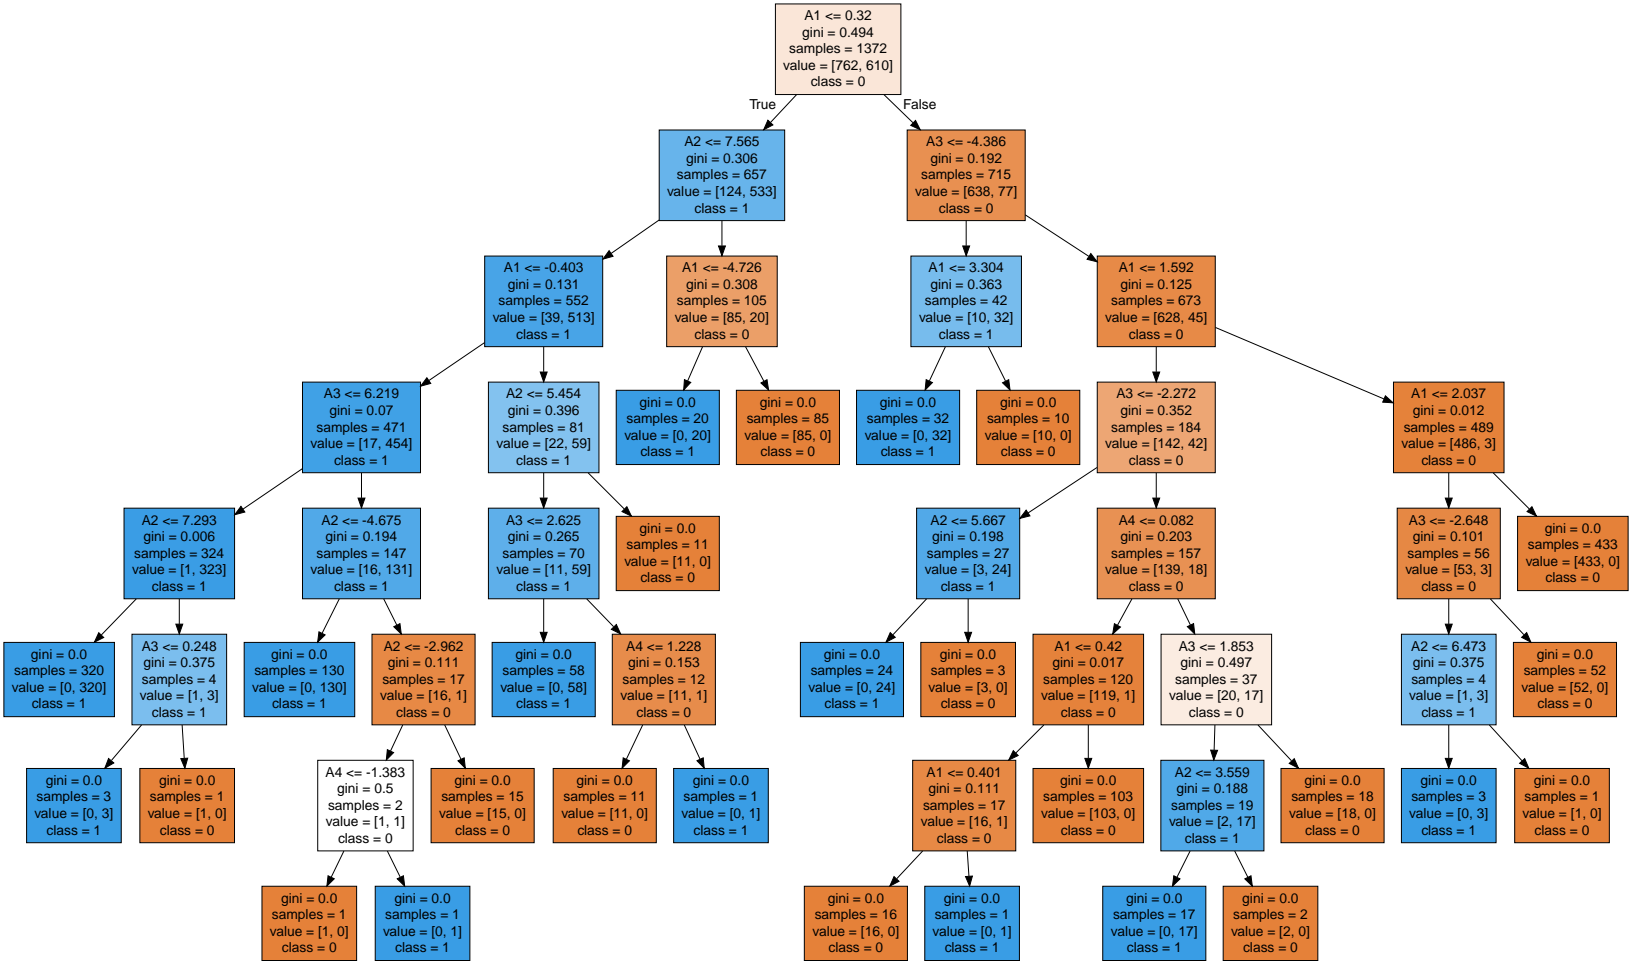 A1 <= 0.32
gini = 0.494
samples = 1372
value = [762, 610]
class = 0
True
False
A2 <= 7.565
gini = 0.306
samples = 657
value = [124, 533]
class = 1
A3 <= -4.386
gini = 0.192
samples = 715
value = [638, 77]
class = 0
A1 <= -0.403
gini = 0.131
samples = 552
value = [39, 513]
class = 1
A1 <= -4.726
gini = 0.308
samples = 105
value = [85, 20]
class = 0
A1 <= 3.304
gini = 0.363
samples = 42
value = [10, 32]
class = 1
A1 <= 1.592
gini = 0.125
samples = 673
value = [628, 45]
class = 0
A3 <= 6.219
gini = 0.07
samples = 471
value = [17, 454]
class = 1
A2 <= 5.454
gini = 0.396
samples = 81
value = [22, 59]
class = 1
gini = 0.0
samples = 20
value = [0, 20]
class = 1
gini = 0.0
samples = 85
value = [85, 0]
class = 0
gini = 0.0
samples = 32
value = [0, 32]
class = 1
gini = 0.0
samples = 10
value = [10, 0]
class = 0
A3 <= -2.272
gini = 0.352
samples = 184
value = [142, 42]
class = 0
A1 <= 2.037
gini = 0.012
samples = 489
value = [486, 3]
class = 0
A2 <= 7.293
gini = 0.006
samples = 324
value = [1, 323]
class = 1
A2 <= -4.675
gini = 0.194
samples = 147
value = [16, 131]
class = 1
A3 <= 2.625
gini = 0.265
samples = 70
value = [11, 59]
class = 1
gini = 0.0
samples = 11
value = [11, 0]
class = 0
A2 <= 5.667
gini = 0.198
samples = 27
value = [3, 24]
class = 1
A4 <= 0.082
gini = 0.203
samples = 157
value = [139, 18]
class = 0
A3 <= -2.648
gini = 0.101
samples = 56
value = [53, 3]
class = 0
gini = 0.0
samples = 433
value = [433, 0]
class = 0
gini = 0.0
samples = 320
value = [0, 320]
class = 1
A3 <= 0.248
gini = 0.375
samples = 4
value = [1, 3]
class = 1
gini = 0.0
samples = 130
value = [0, 130]
class = 1
A2 <= -2.962
gini = 0.111
samples = 17
value = [16, 1]
class = 0
gini = 0.0
samples = 58
value = [0, 58]
class = 1
A4 <= 1.228
gini = 0.153
samples = 12
value = [11, 1]
class = 0
gini = 0.0
samples = 24
value = [0, 24]
class = 1
gini = 0.0
samples = 3
value = [3, 0]
class = 0
A1 <= 0.42
gini = 0.017
samples = 120
value = [119, 1]
class = 0
A3 <= 1.853
gini = 0.497
samples = 37
value = [20, 17]
class = 0
A2 <= 6.473
gini = 0.375
samples = 4
value = [1, 3]
class = 1
gini = 0.0
samples = 52
value = [52, 0]
class = 0
gini = 0.0
samples = 3
value = [0, 3]
class = 1
gini = 0.0
samples = 1
value = [1, 0]
class = 0
A4 <= -1.383
gini = 0.5
samples = 2
value = [1, 1]
class = 0
gini = 0.0
samples = 15
value = [15, 0]
class = 0
gini = 0.0
samples = 11
value = [11, 0]
class = 0
gini = 0.0
samples = 1
value = [0, 1]
class = 1
A1 <= 0.401
gini = 0.111
samples = 17
value = [16, 1]
class = 0
gini = 0.0
samples = 103
value = [103, 0]
class = 0
A2 <= 3.559
gini = 0.188
samples = 19
value = [2, 17]
class = 1
gini = 0.0
samples = 18
value = [18, 0]
class = 0
gini = 0.0
samples = 3
value = [0, 3]
class = 1
gini = 0.0
samples = 1
value = [1, 0]
class = 0
gini = 0.0
samples = 1
value = [1, 0]
class = 0
gini = 0.0
samples = 1
value = [0, 1]
class = 1
gini = 0.0
samples = 16
value = [16, 0]
class = 0
gini = 0.0
samples = 1
value = [0, 1]
class = 1
gini = 0.0
samples = 17
value = [0, 17]
class = 1
gini = 0.0
samples = 2
value = [2, 0]
class = 0